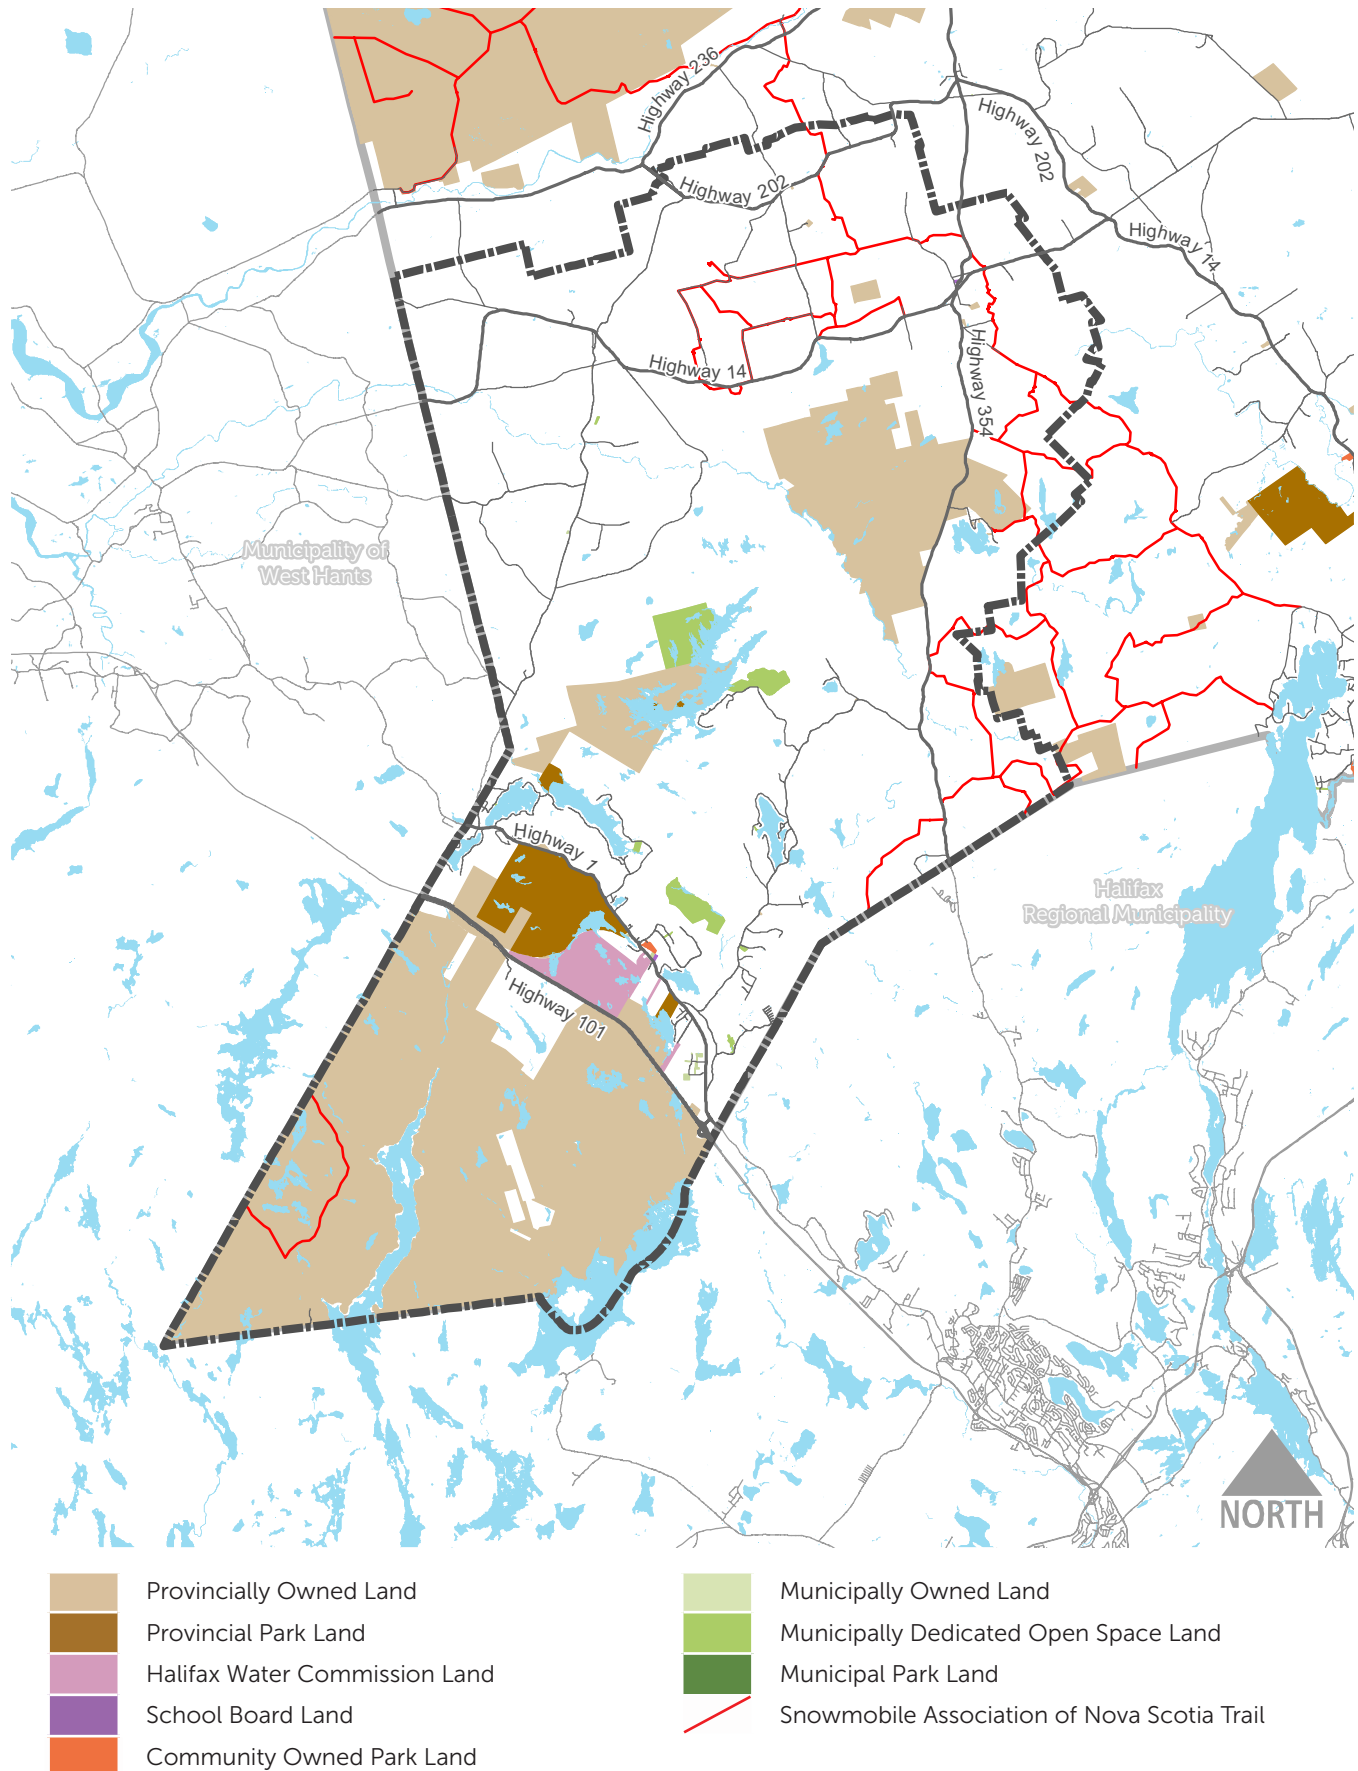 Highway 236
Highway 202
Highway 202
Highway 14
Highway 14
Highway 354
Municipality of
West Hants
Highway 1
Halifax
Regional Municipality
Highway 101
NORTH
Provincially Owned Land
Provincial Park Land
Halifax Water Commission Land
School Board Land
Community Owned Park Land
Municipally Owned Land
Municipally Dedicated Open Space Land
Municipal Park Land
Snowmobile Association of Nova Scotia Trail